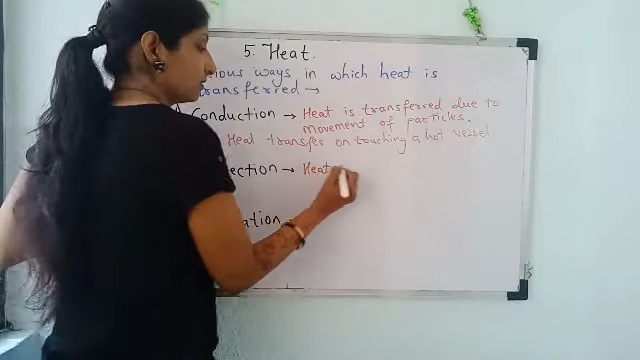 5. Heat.
ious ways in which heat is
transferred →
Conduction → Heat is transferred due to
movement of particles.
Heat transfer on touching a hot vessel.
ection → Heat
ation